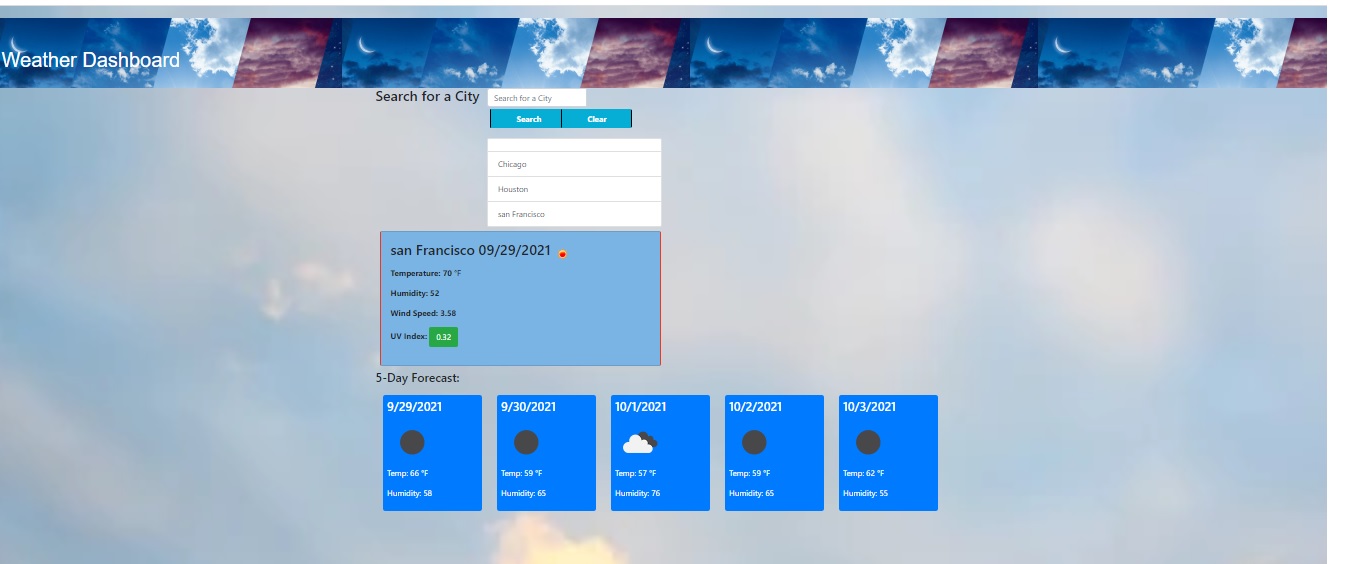 Weather Dashboard
Search for a City
Search for a City
Search
Clear
Chicago
Houston
san Francisco
san Francisco 09/29/2021
Temperature: 70 °F
Humidity: 52
Wind Speed: 3.58
UV Index: 0.32
5-Day Forecast:
9/29/2021
Temp: 66 °F
Humidity: 58
9/30/2021
Temp: 59 °F
Humidity: 65
10/1/2021
Temp: 57 °F
Humidity: 76
10/2/2021
Temp: 59 °F
Humidity: 65
10/3/2021
Temp: 62 °F
Humidity: 55